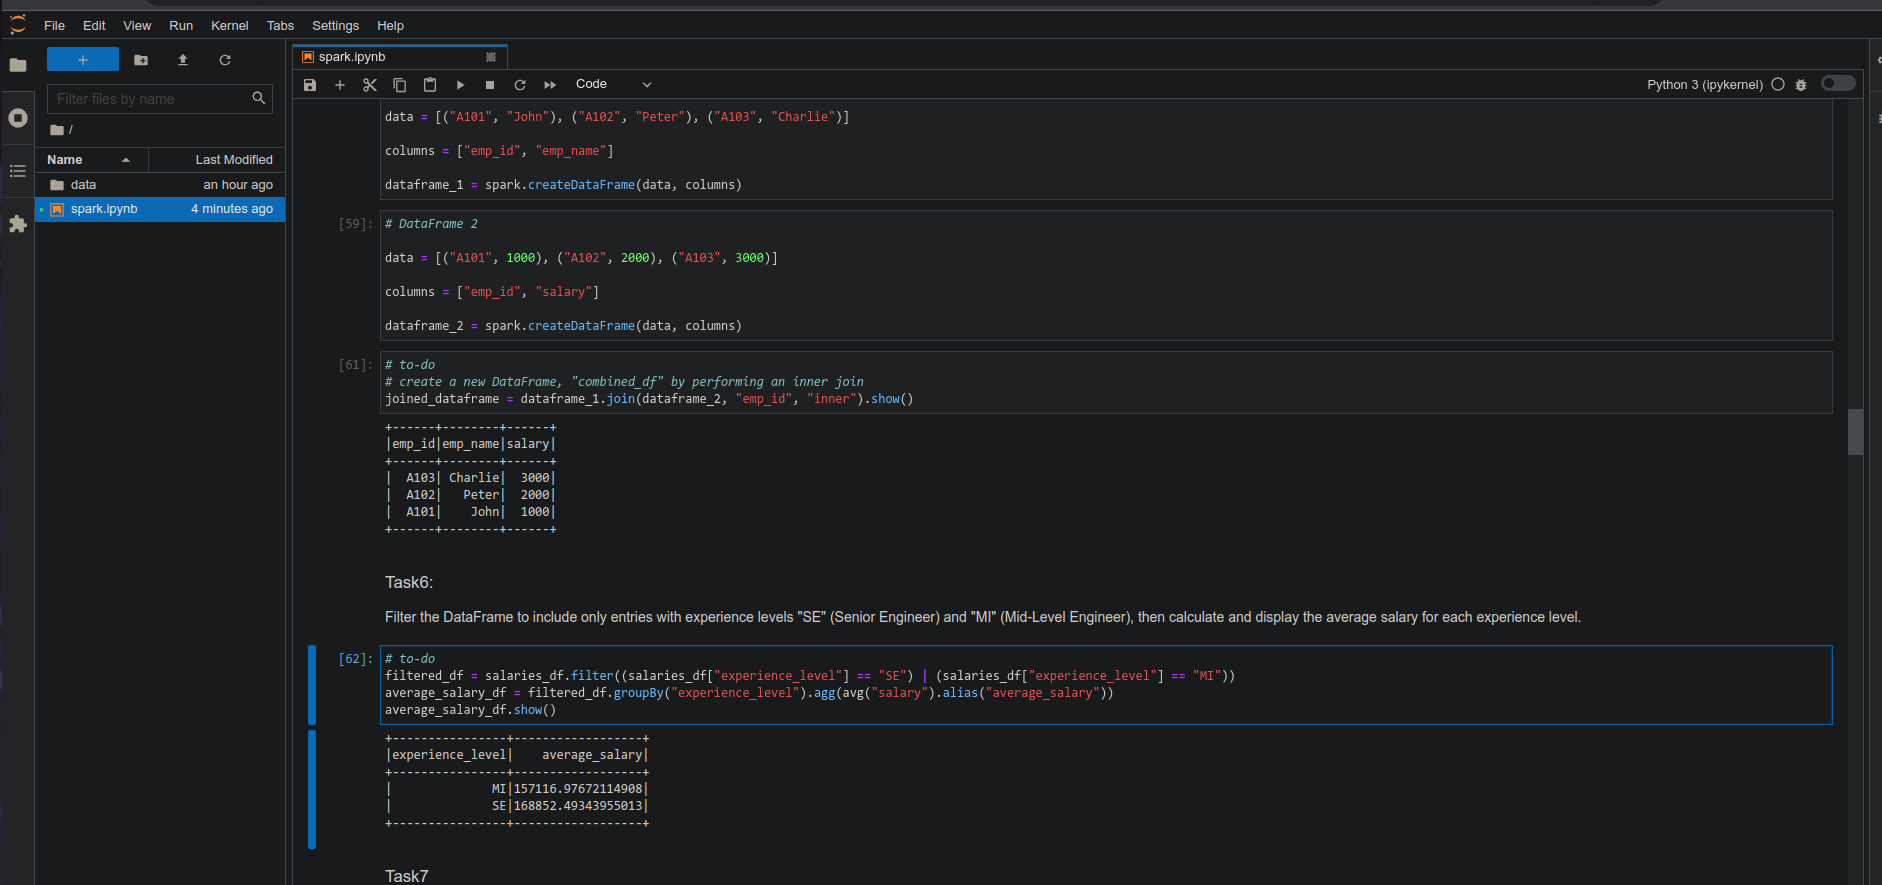 File Edit View Run Kernel Tabs Settings Help
+
Filter files by name
/
Name Last Modified
data an hour ago
spark.ipynb 4 minutes ago
spark.ipynb
Code
Python 3 (ipykernel)
data = [("A101", "John"), ("A102", "Peter"), ("A103", "Charlie")]
columns = ["emp_id", "emp_name"]
dataframe_1 = spark.createDataFrame(data, columns)
[59]: # DataFrame 2
data = [("A101", 1000), ("A102", 2000), ("A103", 3000)]
columns = ["emp_id", "salary"]
dataframe_2 = spark.createDataFrame(data, columns)
[61]: # to-do
# create a new DataFrame, "combined_df" by performing an inner join
joined_dataframe = dataframe_1.join(dataframe_2, "emp_id", "inner").show()
+------+--------+------+
|emp_id|emp_name|salary|
+------+--------+------+
|  A103| Charlie|  3000|
|  A102|   Peter|  2000|
|  A101|    John|  1000|
+------+--------+------+
Task6:
Filter the DataFrame to include only entries with experience levels "SE" (Senior Engineer) and "MI" (Mid-Level Engineer), then calculate and display the average salary for each experience level.
[62]: # to-do
filtered_df = salaries_df.filter((salaries_df["experience_level"] == "SE") | (salaries_df["experience_level"] == "MI"))
average_salary_df = filtered_df.groupBy("experience_level").agg(avg("salary").alias("average_salary"))
average_salary_df.show()
+----------------+------------------+
|experience_level|    average_salary|
+----------------+------------------+
|              MI|157116.97672114908|
|              SE|168852.49343955013|
+----------------+------------------+
Task7